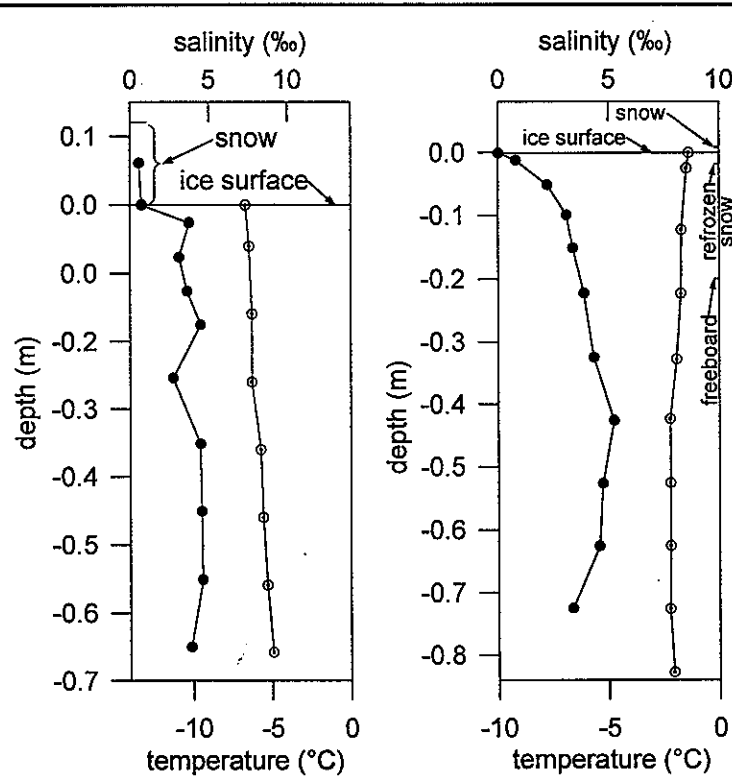 salinity (‰)
0 5 10
0.1
0.0
0.0
-0.2
-0.3
-0.4
-0.5
-0.6
-0.7
depth (m)
snow
ice surface
-10 -5 0
temperature (°C)
salinity (‰)
0 5 10
0.0
-0.1
-0.2
-0.3
-0.4
-0.5
-0.6
-0.7
-0.8
depth (m)
snow
ice surface
refrozen
snow
freeboard
-10 -5 0
temperature (°C)